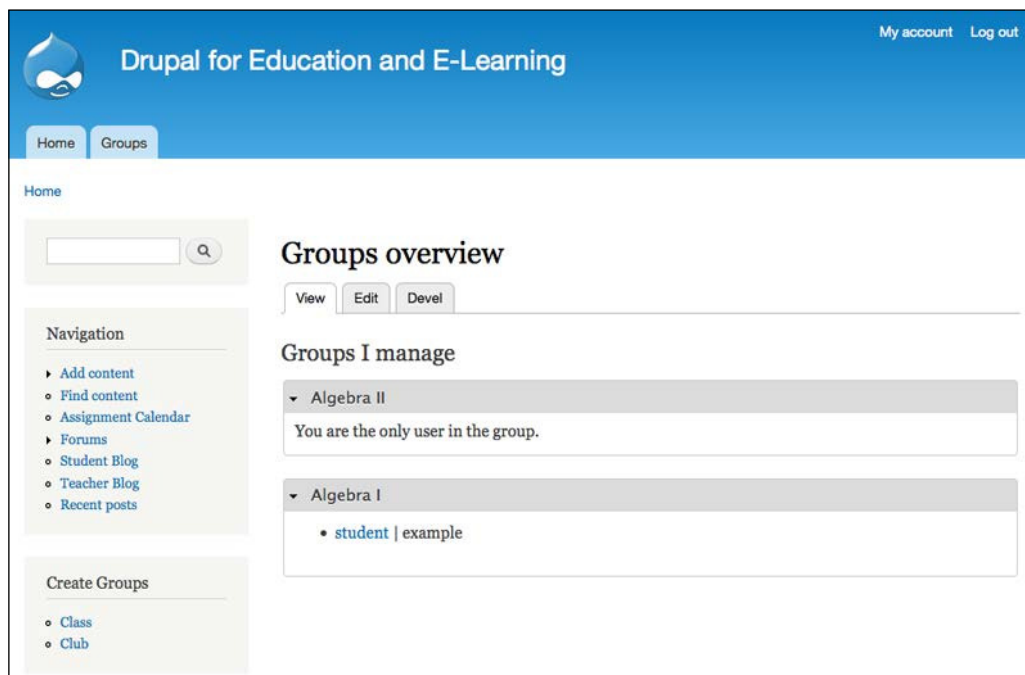 My account Log out
Drupal for Education and E-Learning
Home Groups
Home
Groups overview
View Edit Devel
Navigation
Add content
Find content
Assignment Calendar
Forums
Student Blog
Teacher Blog
Recent posts
Create Groups
Class
Club
Groups I manage
Algebra II
You are the only user in the group.
Algebra I
student | example